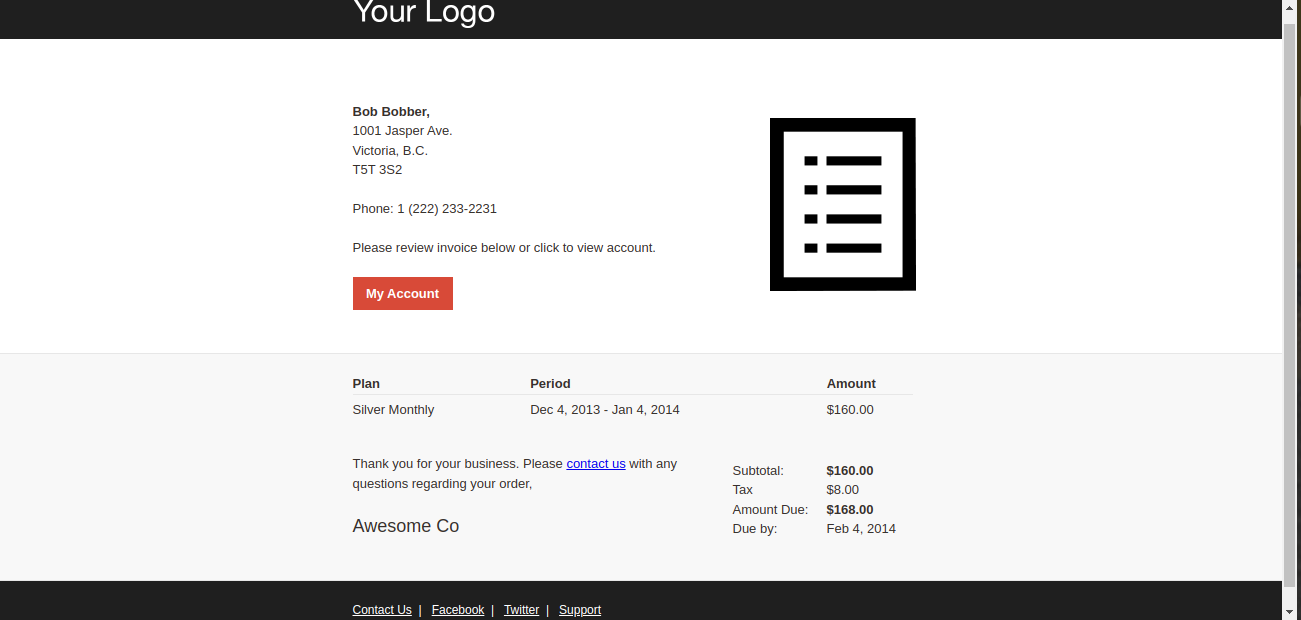 Your Logo
Bob Bobber,
1001 Jasper Ave.
Victoria, B.C.
T5T 3S2
Phone: 1 (222) 233-2231
Please review invoice below or click to view account.
My Account
Plan Period Amount
Silver Monthly Dec 4, 2013 - Jan 4, 2014 $160.00
Thank you for your business. Please contact us with any
questions regarding your order,
Awesome Co
Subtotal: $160.00
Tax $8.00
Amount Due: $168.00
Due by: Feb 4, 2014
Contact Us | Facebook | Twitter | Support